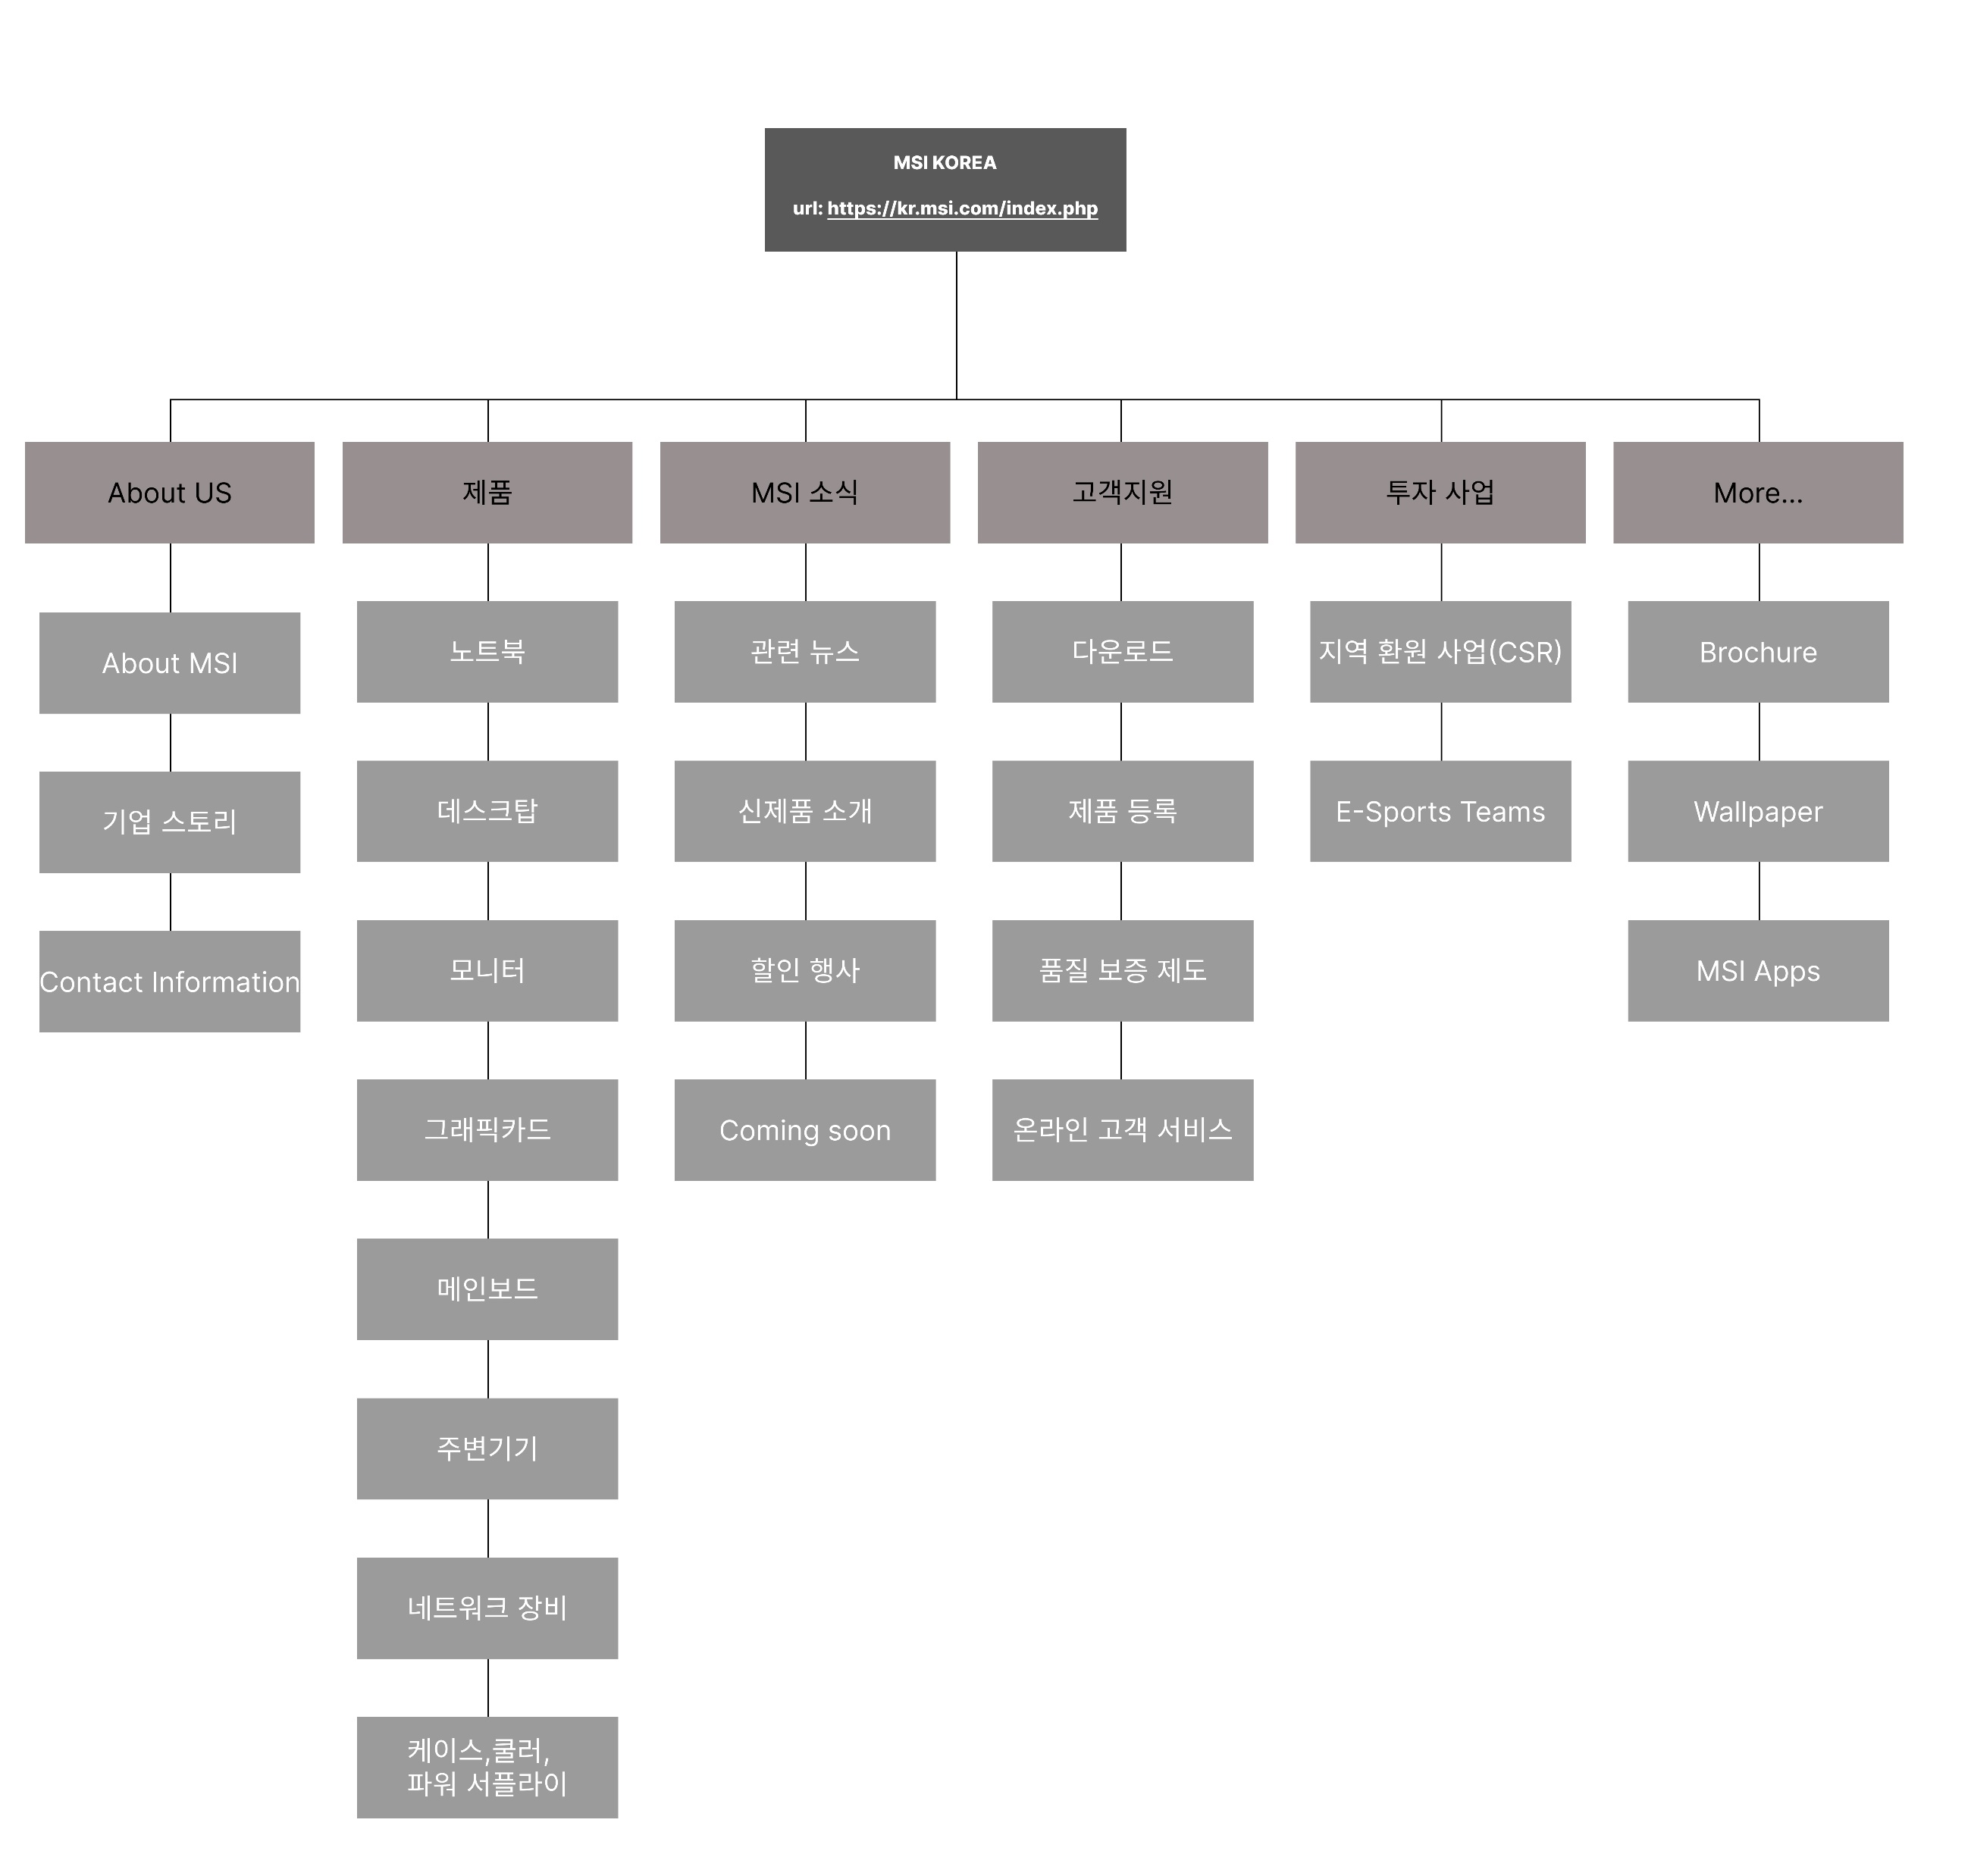 MSI KOREA
url: https://kr.msi.com/index.php
About US
제품
MSI 소식
고객지원
투자 사업
More...
About MSI
기업 스토리
Contact Information
노트북
데스크탑
모니터
그래픽카드
메인보드
주변기기
네트워크 장비
케이스,쿨러,
파워 서플라이
관련 뉴스
신제품 소개
할인 행사
Coming soon
다운로드
제품 등록
품질 보증 제도
온라인 고객 서비스
지역 환원 사업(CSR)
E-Sports Teams
Brochure
Wallpaper
MSI Apps